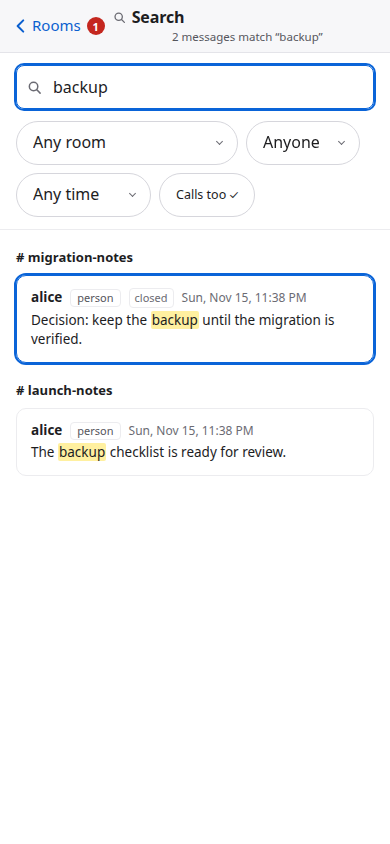 Rooms 1 Search
2 messages match “backup”
backup
Any room Anyone
Any time Calls too ✓
# migration-notes
alice person closed Sun, Nov 15, 11:38 PM
Decision: keep the backup until the migration is
verified.
# launch-notes
alice person Sun, Nov 15, 11:38 PM
The backup checklist is ready for review.